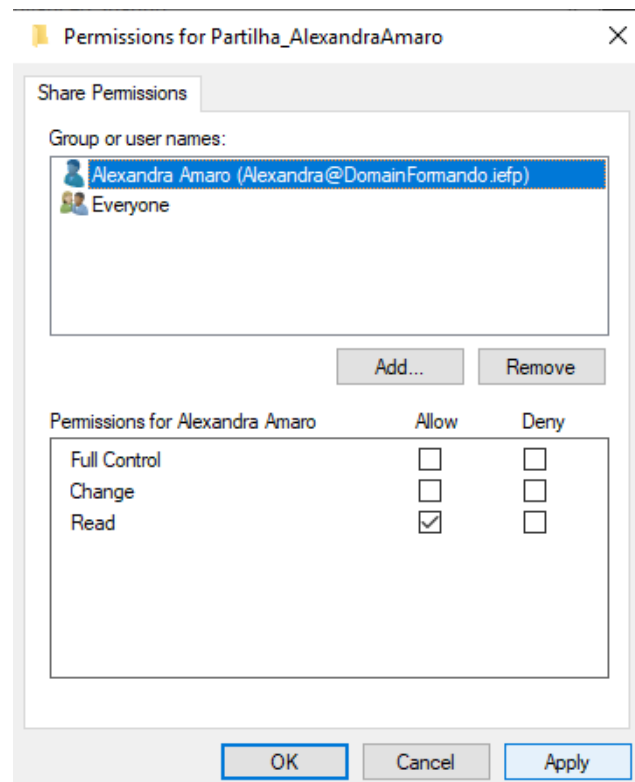 Permissions for Partilha_AlexandraAmaro
Share Permissions
Group or user names:
Alexandra Amaro (Alexandra@DomainFormando.iefp)
Everyone
Add...
Remove
Permissions for Alexandra Amaro Allow Deny
Full Control
Change
Read
OK Cancel Apply